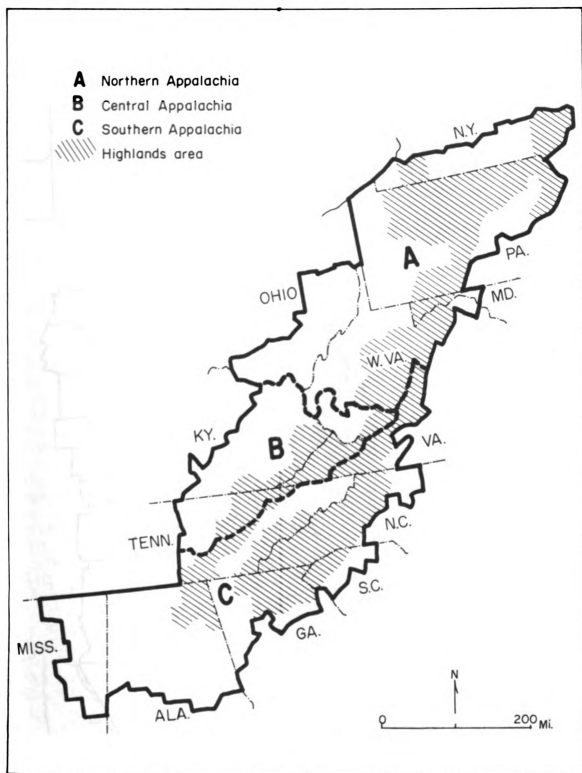 A Northern Appalachia
B Central Appalachia
C Southern Appalachia
Highlands area
N.Y.
A
PA.
OHIO
MD.
W.VA.
KY.
B
VA.
TENN.
N.C.
C
S.C.
GA.
MISS.
ALA.
N
0 200 Mi.